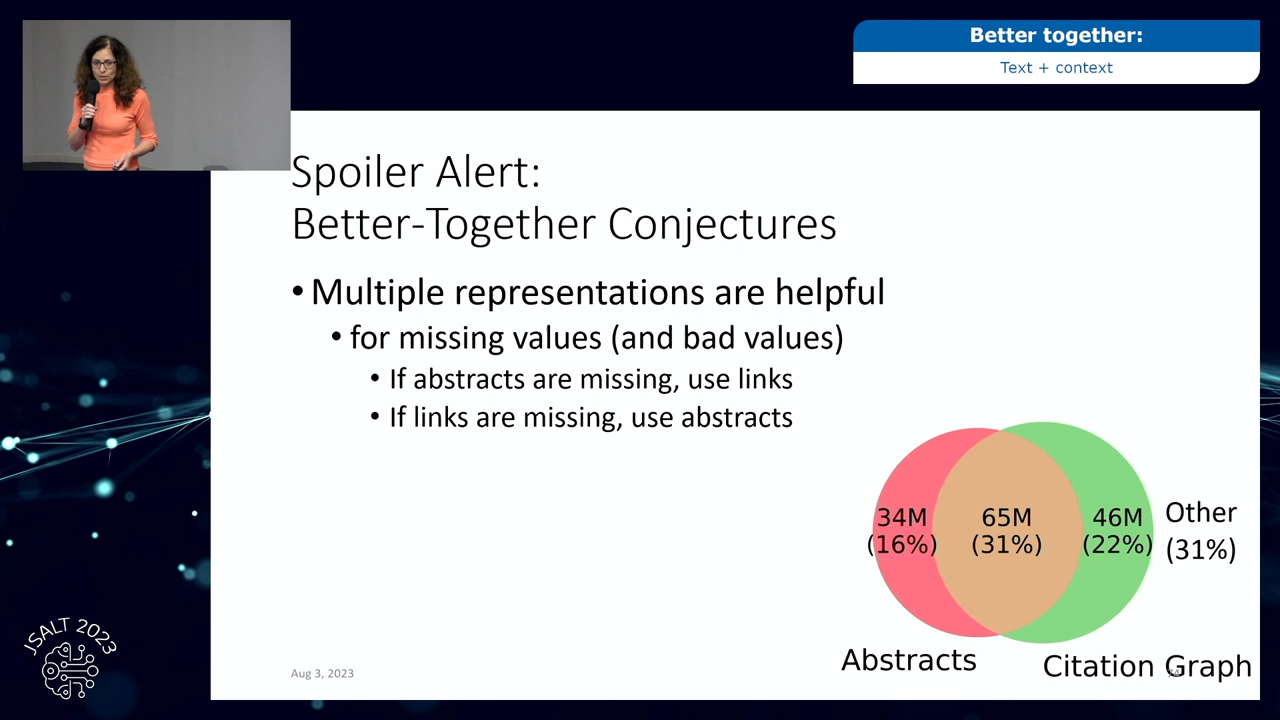 Better together:
Text + context
Spoiler Alert:
Better-Together Conjectures
• Multiple representations are helpful
• for missing values (and bad values)
• If abstracts are missing, use links
• If links are missing, use abstracts
34M
(16%)
65M
(31%)
46M
(22%)
Other
(31%)
Abstracts
Citation Graph
Aug 3, 2023
JSALT 2023